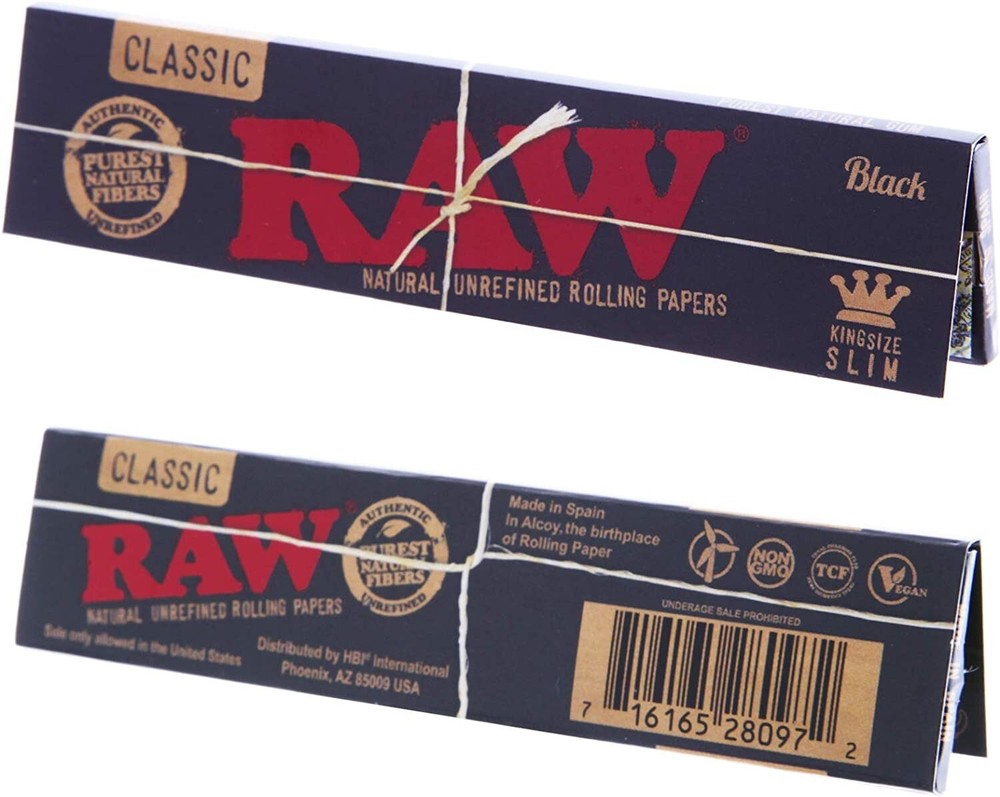 CLASSIC
PUREST NATURAL GUM
AUTHENTIC
PUREST
NATURAL
FIBERS
UNREFINED
RAW®
Black
NATURAL UNREFINED ROLLING PAPERS
KINGSIZE
SLIM
CLASSIC
RAW®
AUTHENTIC
PUREST
NATURAL
FIBERS
UNREFINED
NATURAL UNREFINED ROLLING PAPERS
Sale only allowed in the United States
Distributed by HBI® International
Phoenix, AZ 85009 USA
Made in Spain
In Alcoy, the birthplace
of Rolling Paper
NON
GMO
TCF
VEGAN
UNDERAGE SALE PROHIBITED
7 16165 28097 2